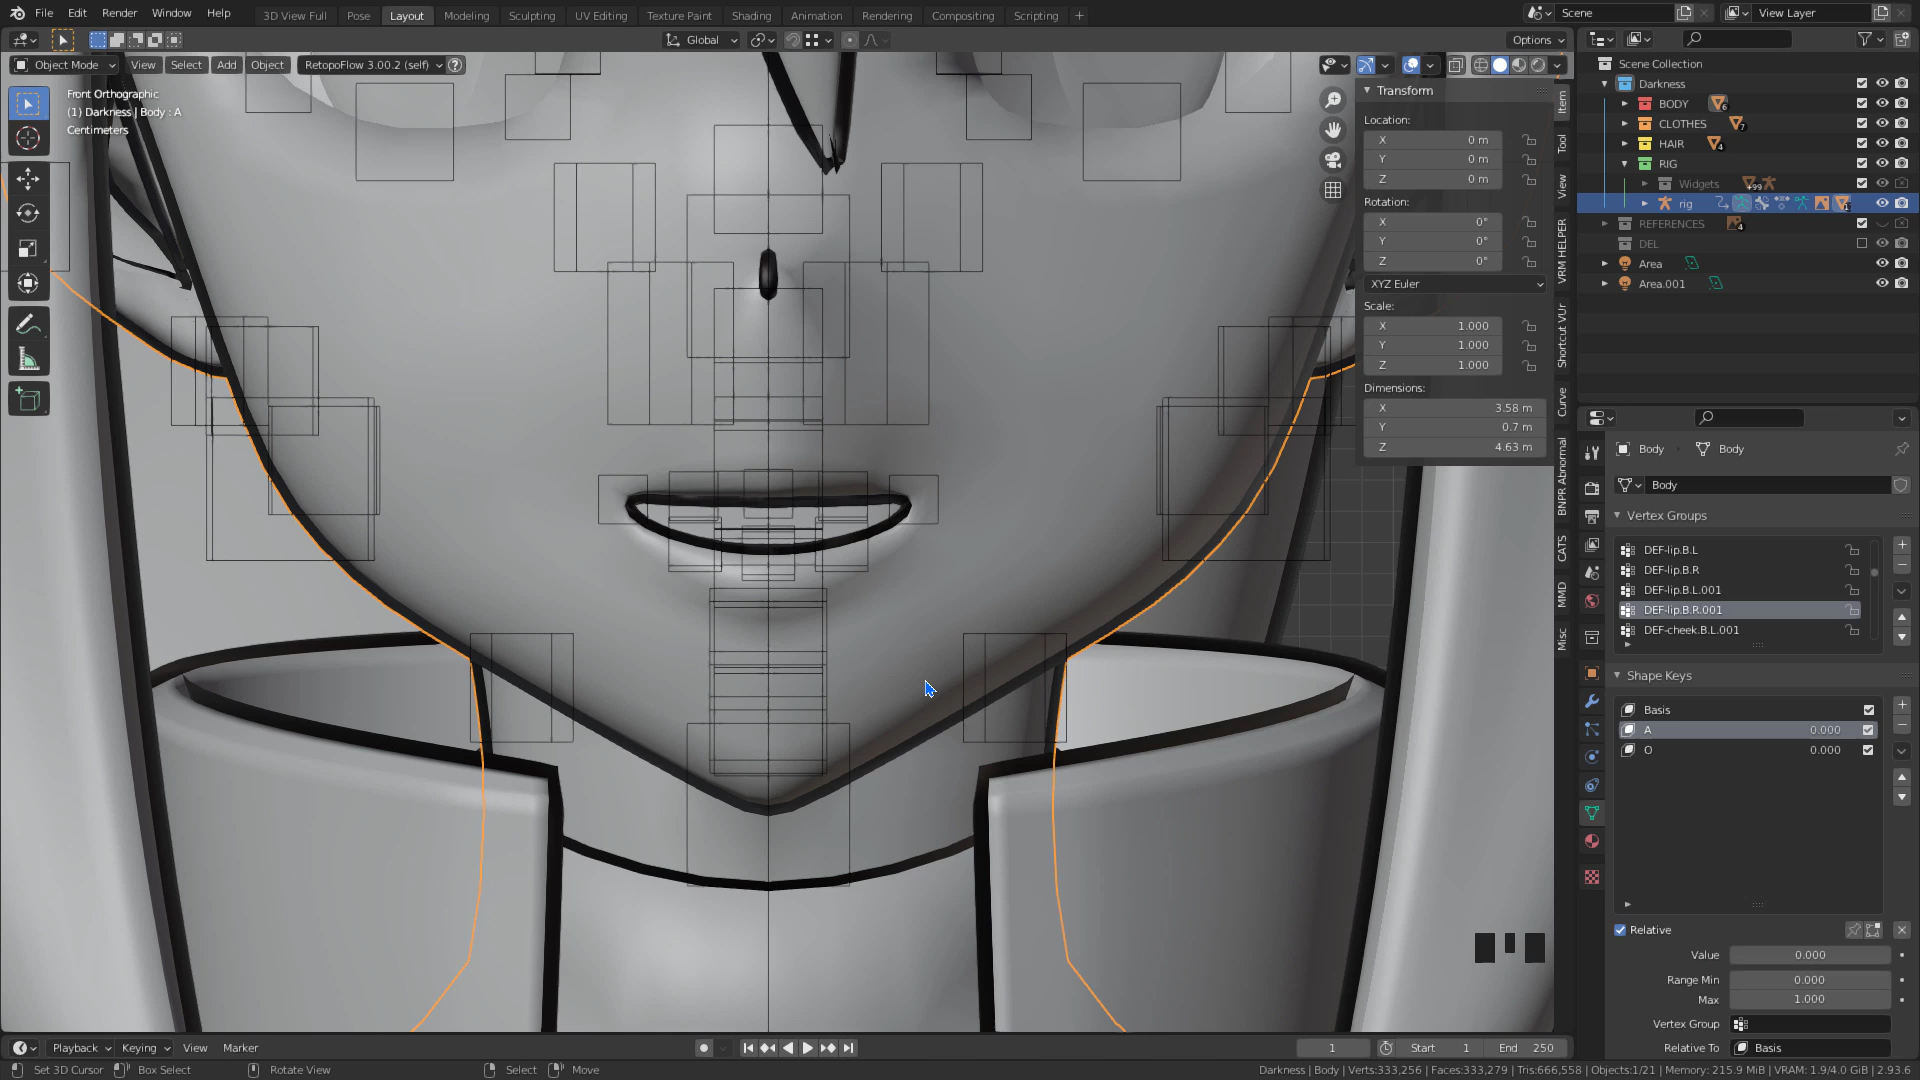 File Edit Render Window Help
3D View Full Pose Layout Modeling Sculpting UV Editing Texture Paint Shading Animation Rendering Compositing Scripting +
Scene View Layer
Global Options
Object Mode View Select Add Object RetopoFlow 3.00.2 (self)
Front Orthographic
(1) Darkness | Body : A
Centimeters
Transform
Location:
X 0 m
Y 0 m
Z 0 m
Rotation:
X 0°
Y 0°
Z 0°
XYZ Euler
Scale:
X 1.000
Y 1.000
Z 1.000
Dimensions:
X 3.58 m
Y 0.7 m
Z 4.63 m
Item
Tool
View
VRM HELPER
Shortcut VUr
Curve
BNPR Abnormal
CATS
MMD
Misc
Scene Collection
Darkness
BODY 6
CLOTHES 7
HAIR 4
RIG
Widgets +99
rig
REFERENCES 4
DEL
Area
Area.001
Body Body
Body
Vertex Groups
DEF-lip.B.L
DEF-lip.B.R
DEF-lip.B.L.001
DEF-lip.B.R.001
DEF-cheek.B.L.001
Shape Keys
Basis
A 0.000
O 0.000
Relative
Value 0.000
Range Min 0.000
Max 1.000
Vertex Group
Relative To Basis
Playback Keying View Marker
1 Start 1 End 250
Set 3D Cursor Box Select Rotate View Select Move
Darkness | Body | Verts:333,256 | Faces:333,279 | Tris:666,558 | Objects:1/21 | Memory: 215.9 MiB | VRAM: 1.9/4.0 GiB | 2.93.6